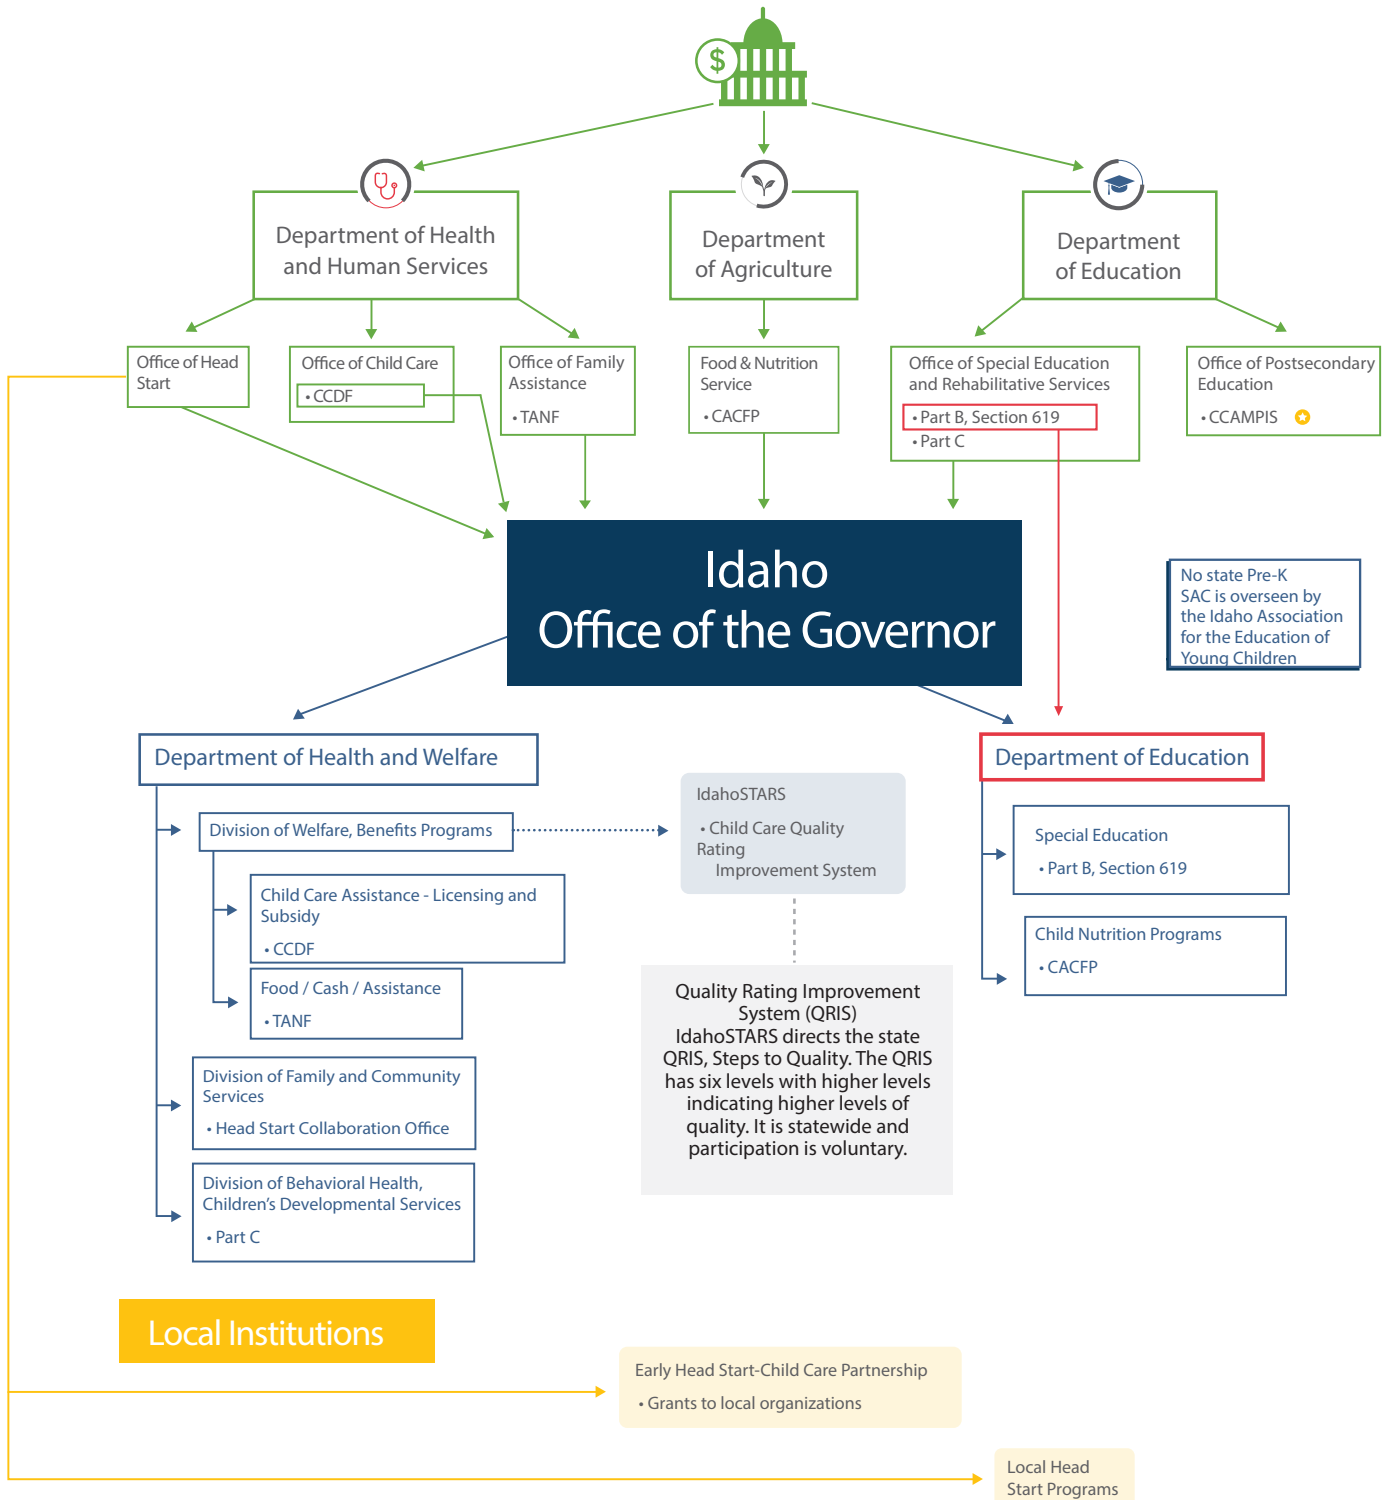 $
Department of Health
and Human Services
Department
of Agriculture
Department
of Education
Office of Head
Start
Office of Child Care
• CCDF
Office of Family
Assistance
• TANF
Food & Nutrition
Service
• CACFP
Office of Special Education
and Rehabilitative Services
• Part B, Section 619
• Part C
Office of Postsecondary
Education
• CCAMPIS
Idaho
Office of the Governor
No state Pre-K
SAC is overseen by
the Idaho Association
for the Education of
Young Children
Department of Health and Welfare
Division of Welfare, Benefits Programs
Child Care Assistance - Licensing and
Subsidy
• CCDF
Food / Cash / Assistance
• TANF
Division of Family and Community
Services
• Head Start Collaboration Office
Division of Behavioral Health,
Children’s Developmental Services
• Part C
IdahoSTARS
• Child Care Quality
Rating
Improvement System
Quality Rating Improvement
System (QRIS)
IdahoSTARS directs the state
QRIS, Steps to Quality. The QRIS
has six levels with higher levels
indicating higher levels of
quality. It is statewide and
participation is voluntary.
Department of Education
Special Education
• Part B, Section 619
Child Nutrition Programs
• CACFP
Local Institutions
Early Head Start-Child Care Partnership
• Grants to local organizations
Local Head
Start Programs